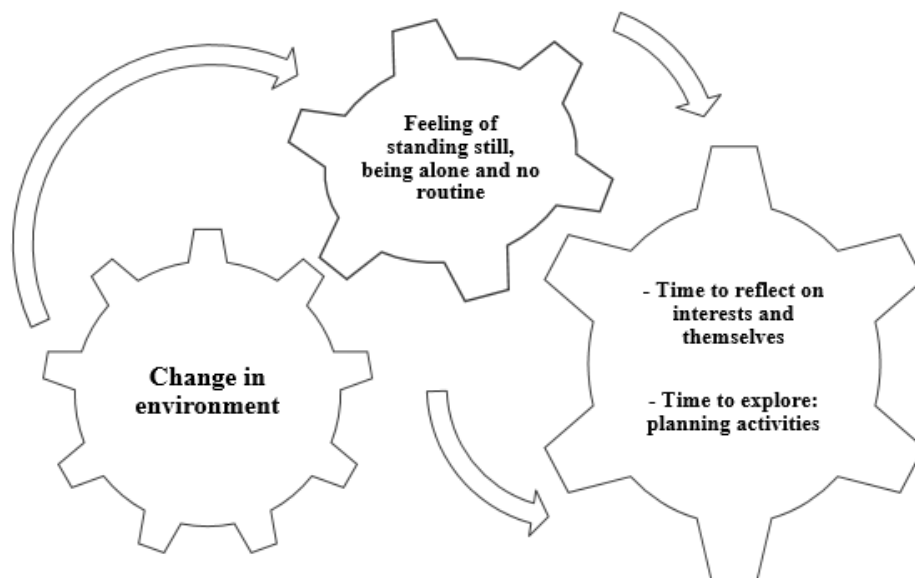 Feeling of
standing still,
being alone and no
routine
Change in
environment
- Time to reflect on
interests and
themselves
- Time to explore:
planning activities